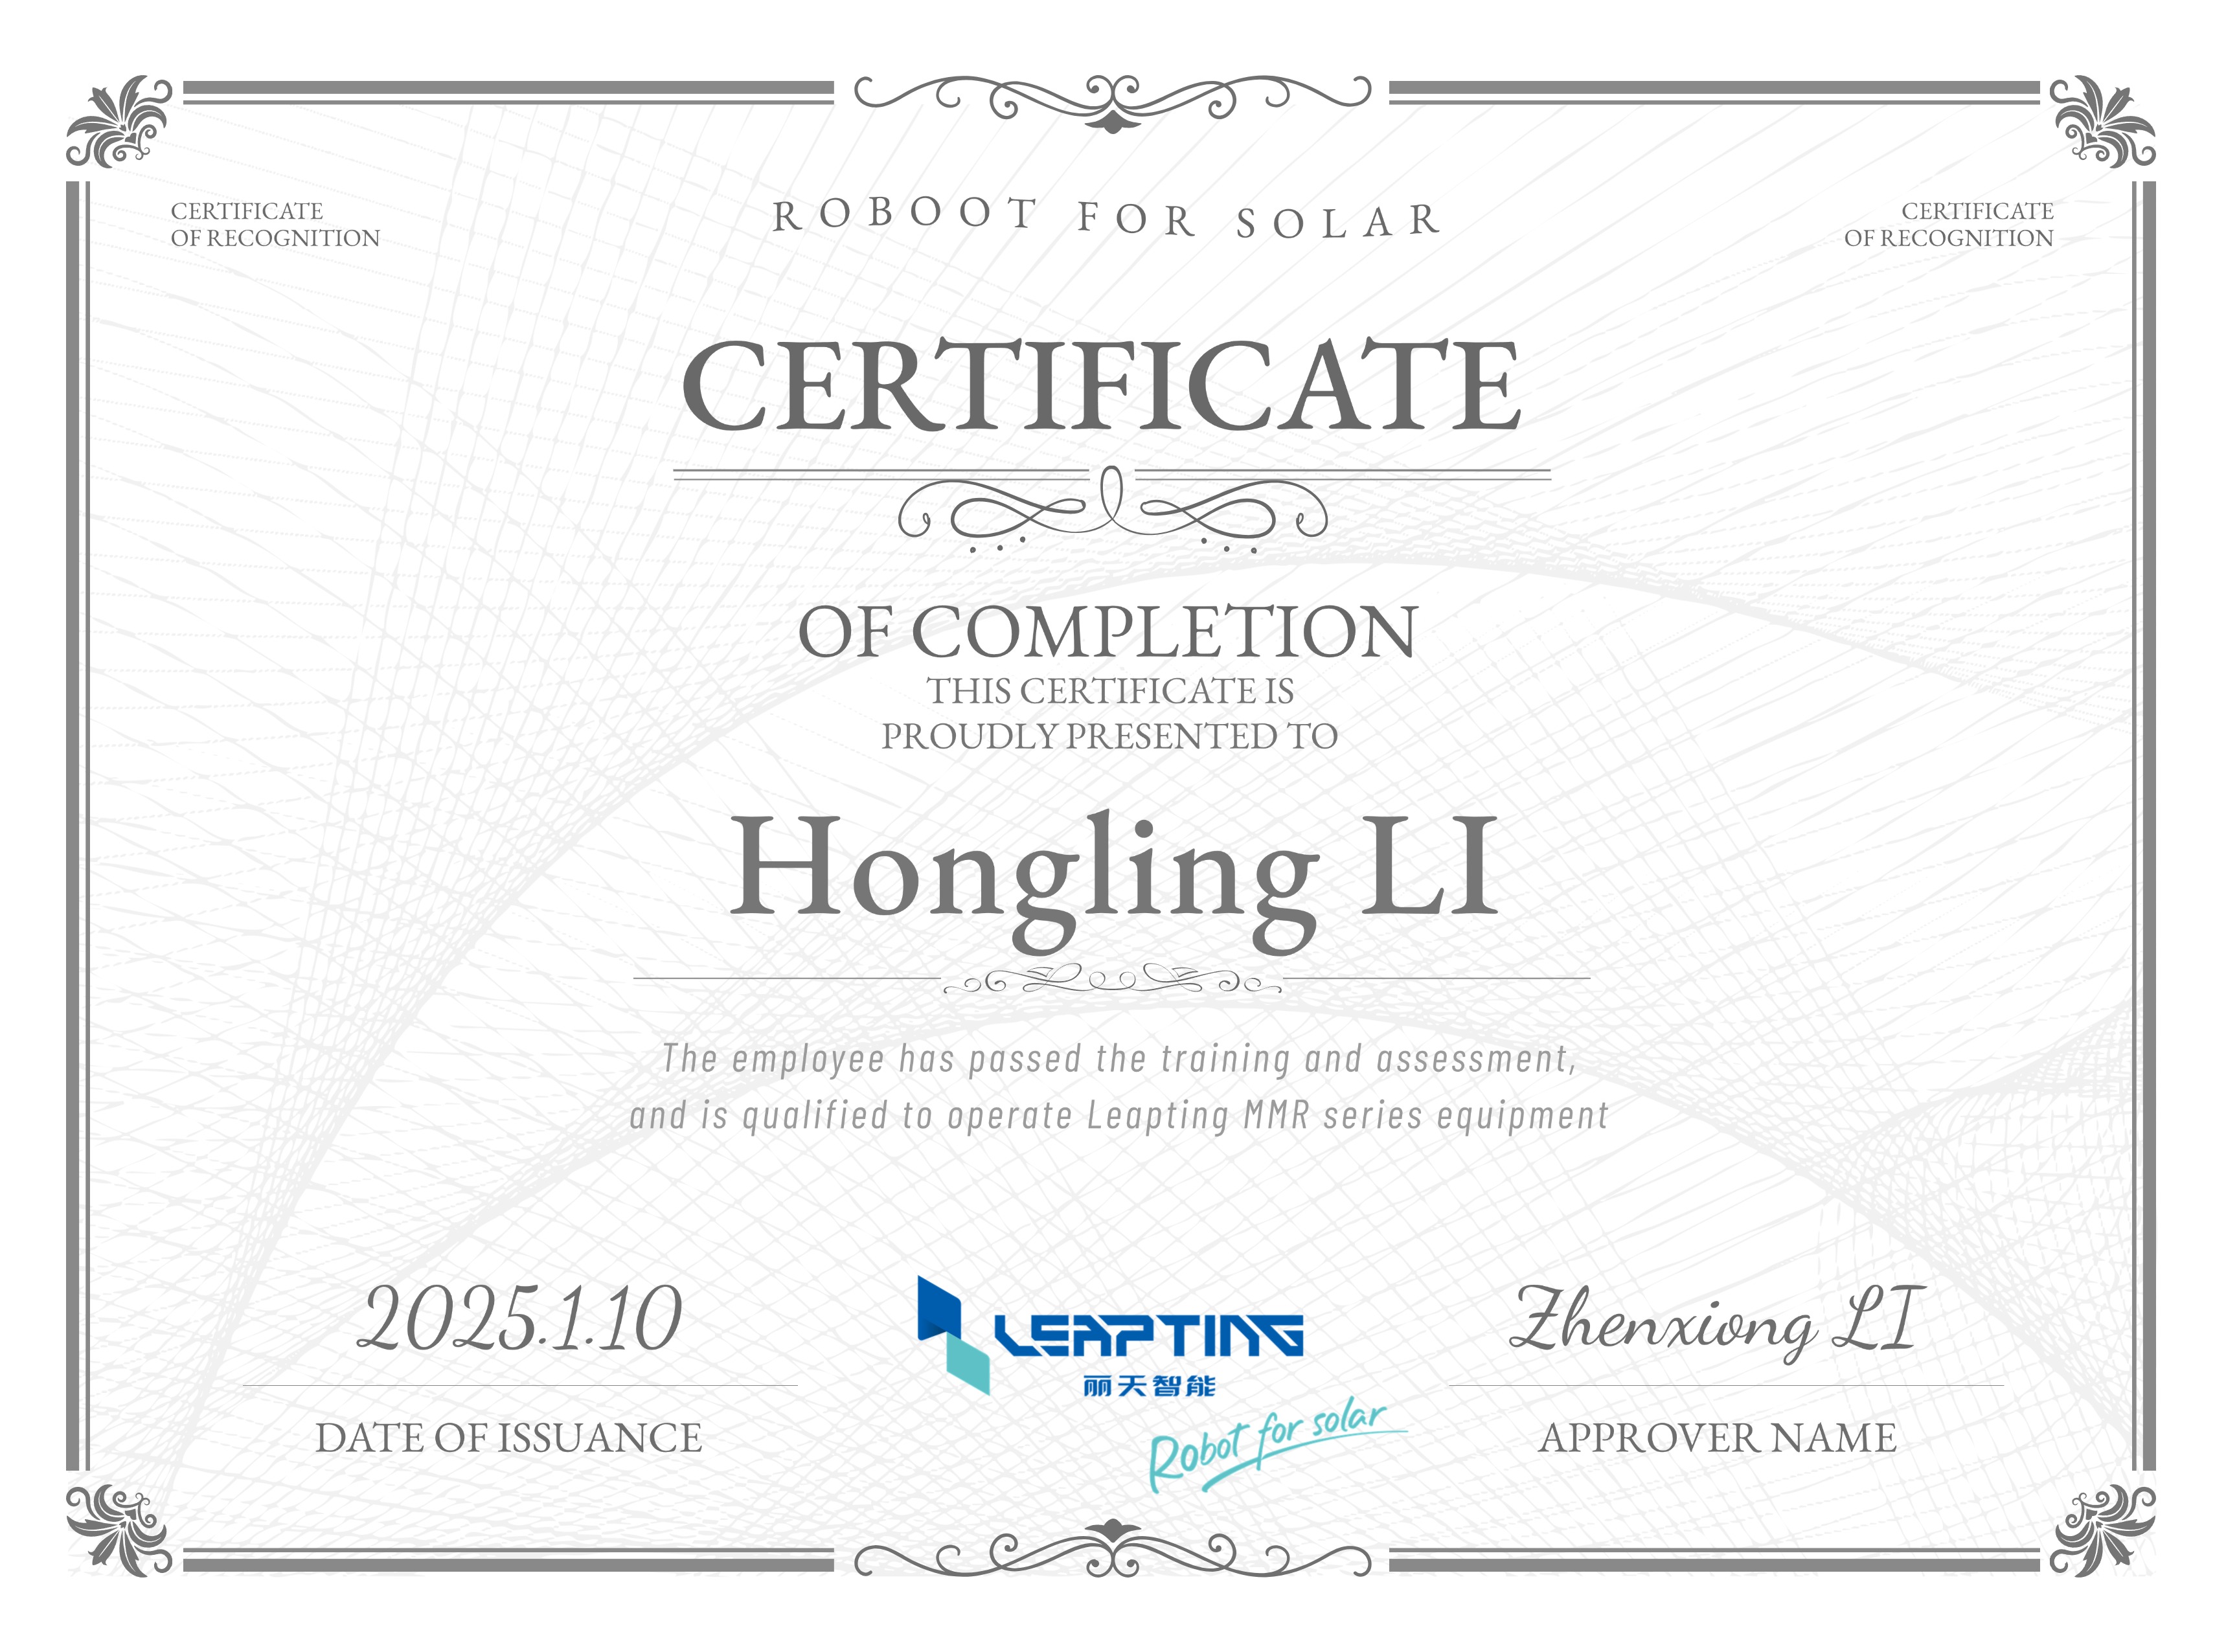 ROBOOT FOR SOLAR
CERTIFICATE
OF RECOGNITION
CERTIFICATE
OF RECOGNITION
CERTIFICATE
OF COMPLETION
THIS CERTIFICATE IS
PROUDLY PRESENTED TO
Hongling LI
The employee has passed the training and assessment,
and is qualified to operate Leapting MMR series equipment
2025.1.10
DATE OF ISSUANCE
LEAPTING
丽天智能
Robot for solar
Zhenxiong LI
APPROVER NAME